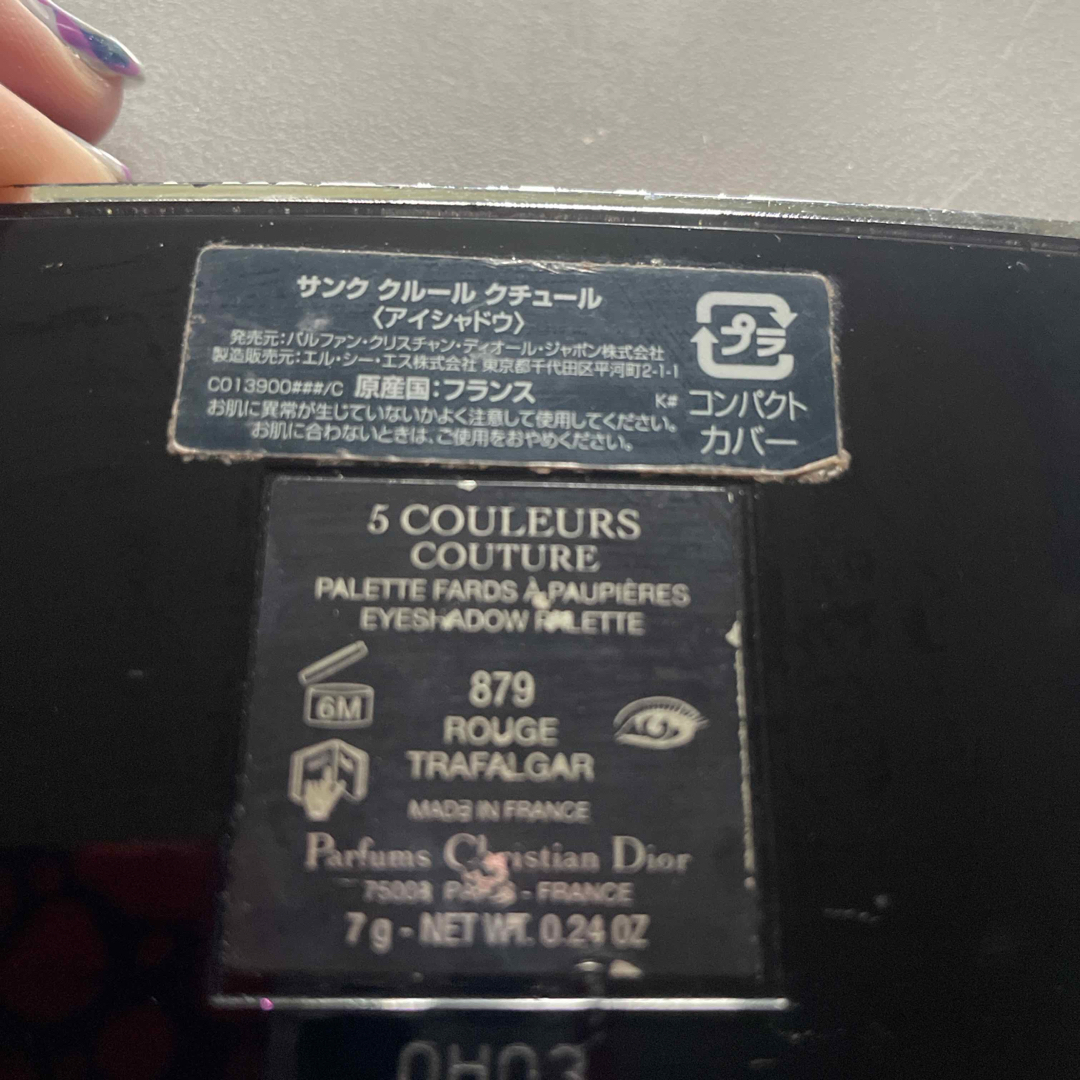 サンク クルール クチュール
〈アイシャドウ〉
発売元:パルファン・クリスチャン・ディオール・ジャポン株式会社
製造販売元:エル・シー・エス株式会社 東京都千代田区平河町2-1-1
C013900###/C 原産国:フランス K#
お肌に異常が生じていないかよく注意して使用してください。
お肌に合わないときは、ご使用をおやめください。
プラ
コンパクト
カバー
5 COULEURS
COUTURE
PALETTE FARDS À PAUPIÈRES
EYESHADOW PALETTE
6M
879
ROUGE
TRAFALGAR
MADE IN FRANCE
Parfums Christian Dior
75008 PARIS - FRANCE
7 g - NET WT. 0.24 OZ
0H03